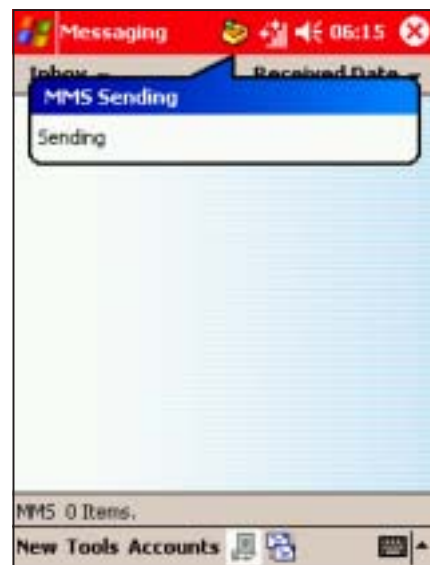 Messaging 06:15
Inbox Received Date
MMS Sending
Sending
MMS 0 Items.
New Tools Accounts